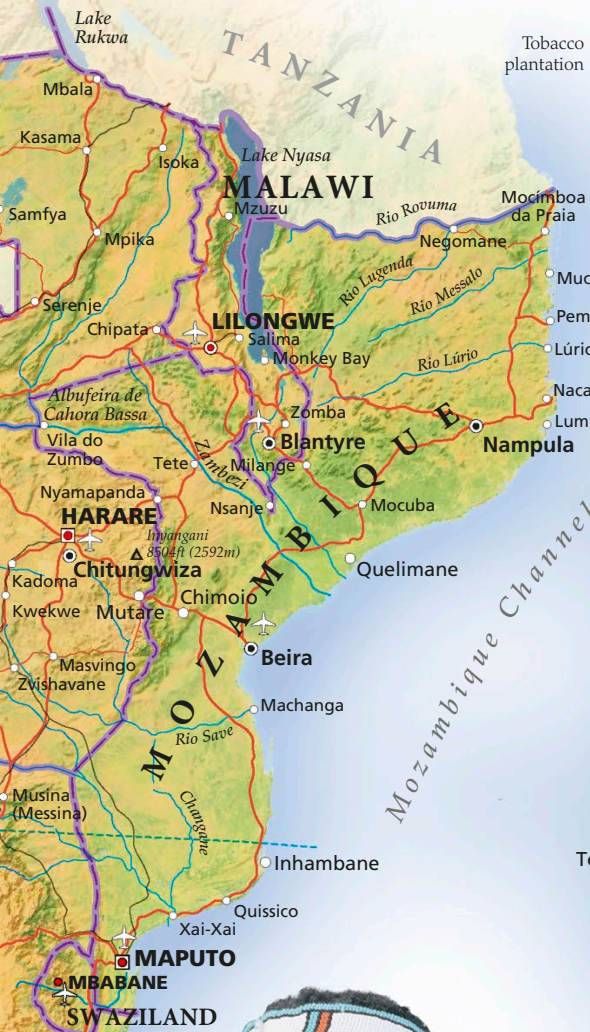 Lake
Rukwa
TANZANIA
Tobacco
plantation
Mbala
Kasama
Isoka
Lake Nyasa
MALAWI
Mzuzu
Rio Rovuma
Mocímboa
da Praia
Samfya
Mpika
Negomane
Rio Lugenda
Rio Messalo
Serenje
Chipata
LILONGWE
Salima
Monkey Bay
Rio Lúrio
Albufeira de
Cahora Bassa
Zomba
Vila do
Zumbo
Blantyre
Nampula
Tete
Zambezi
Milange
MOZAMBIQUE
Nyamapanda
Nsanje
Mocuba
HARARE
Inyangani
8504ft (2592m)
Chitungwiza
Quelimane
Kadoma
Kwekwe
Mutare
Chimoio
Mozambique Channel
Masvingo
Zvishavane
Beira
Machanga
Rio Save
Musina
(Messina)
Changane
Inhambane
Quissico
Xai-Xai
MAPUTO
MBABANE
SWAZILAND